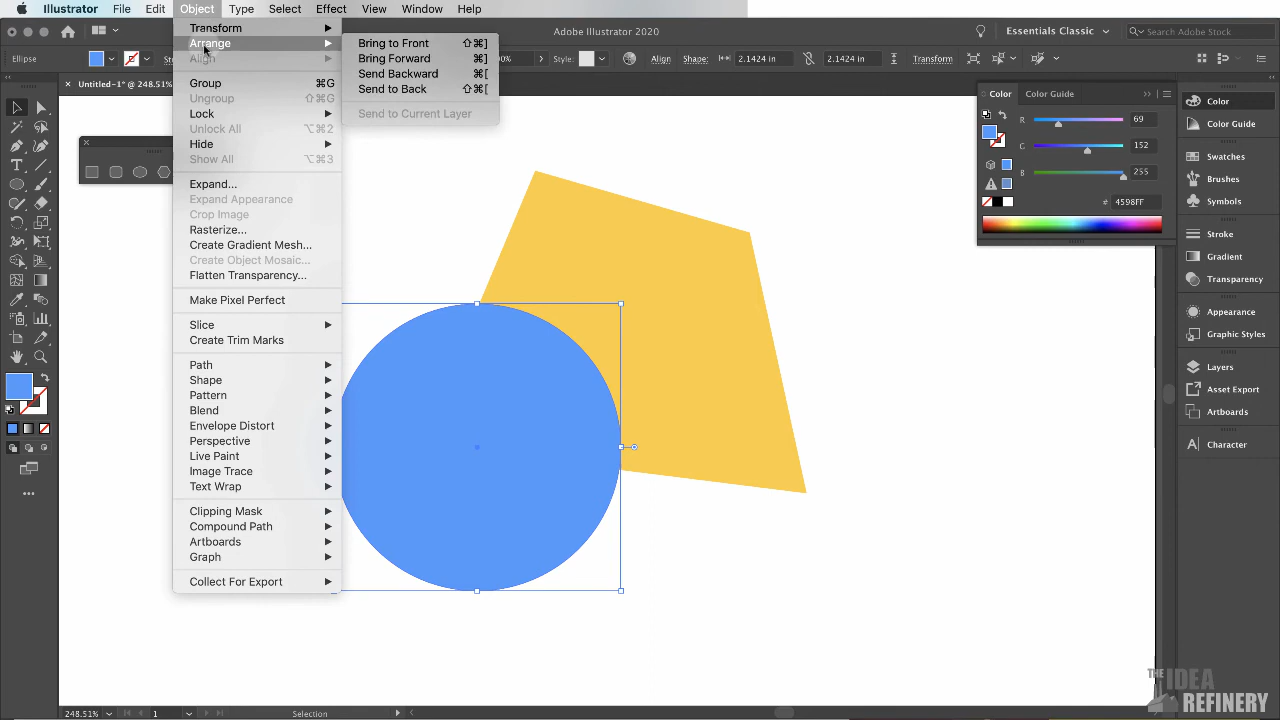 Illustrator File Edit Object Type Select Effect View Window Help
Adobe Illustrator 2020
Essentials Classic
Search Adobe Stock
Ellipse
Style:
Align
Shape:
2.1424 in
2.1424 in
Transform
Untitled-1* @ 248.51%
Transform
Arrange
Align
Group ⌘G
Ungroup ⇧⌘G
Lock
Unlock All ⌥⌘2
Hide
Show All ⌥⌘3
Expand...
Expand Appearance
Crop Image
Rasterize...
Create Gradient Mesh...
Create Object Mosaic...
Flatten Transparency...
Make Pixel Perfect
Slice
Create Trim Marks
Path
Shape
Pattern
Blend
Envelope Distort
Perspective
Live Paint
Image Trace
Text Wrap
Clipping Mask
Compound Path
Artboards
Graph
Collect For Export
Bring to Front ⇧⌘]
Bring Forward ⌘]
Send Backward ⌘[
Send to Back ⇧⌘[
Send to Current Layer
Color Color Guide
R 69
G 152
B 255
# 4598FF
Color
Color Guide
Swatches
Brushes
Symbols
Stroke
Gradient
Transparency
Appearance
Graphic Styles
Layers
Asset Export
Artboards
Character
248.51% 1 Selection
THE IDEA
REFINERY